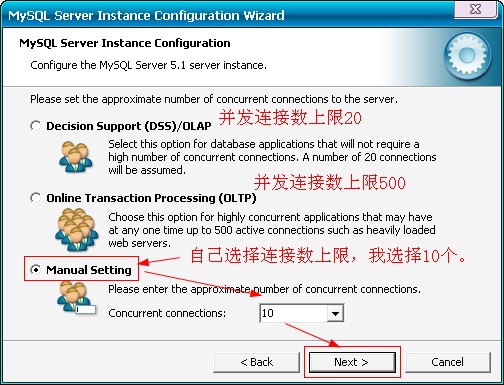 MySQL Server Instance Configuration Wizard
MySQL Server Instance Configuration
Configure the MySQL Server 5.1 server instance.
Please set the approximate number of concurrent connections to the server.
Decision Support (DSS)/OLAP
并发连接数上限20
Select this option for database applications that will not require a
high number of concurrent connections. A number of 20 connections
will be assumed.
并发连接数上限500
Online Transaction Processing (OLTP)
Choose this option for highly concurrent applications that may have
at any one time up to 500 active connections such as heavily loaded
web servers.
自己选择连接数上限，我选择10个。
Manual Setting
Please enter the approximate number of concurrent connections.
Concurrent connections:
10
< Back
Next >
Cancel